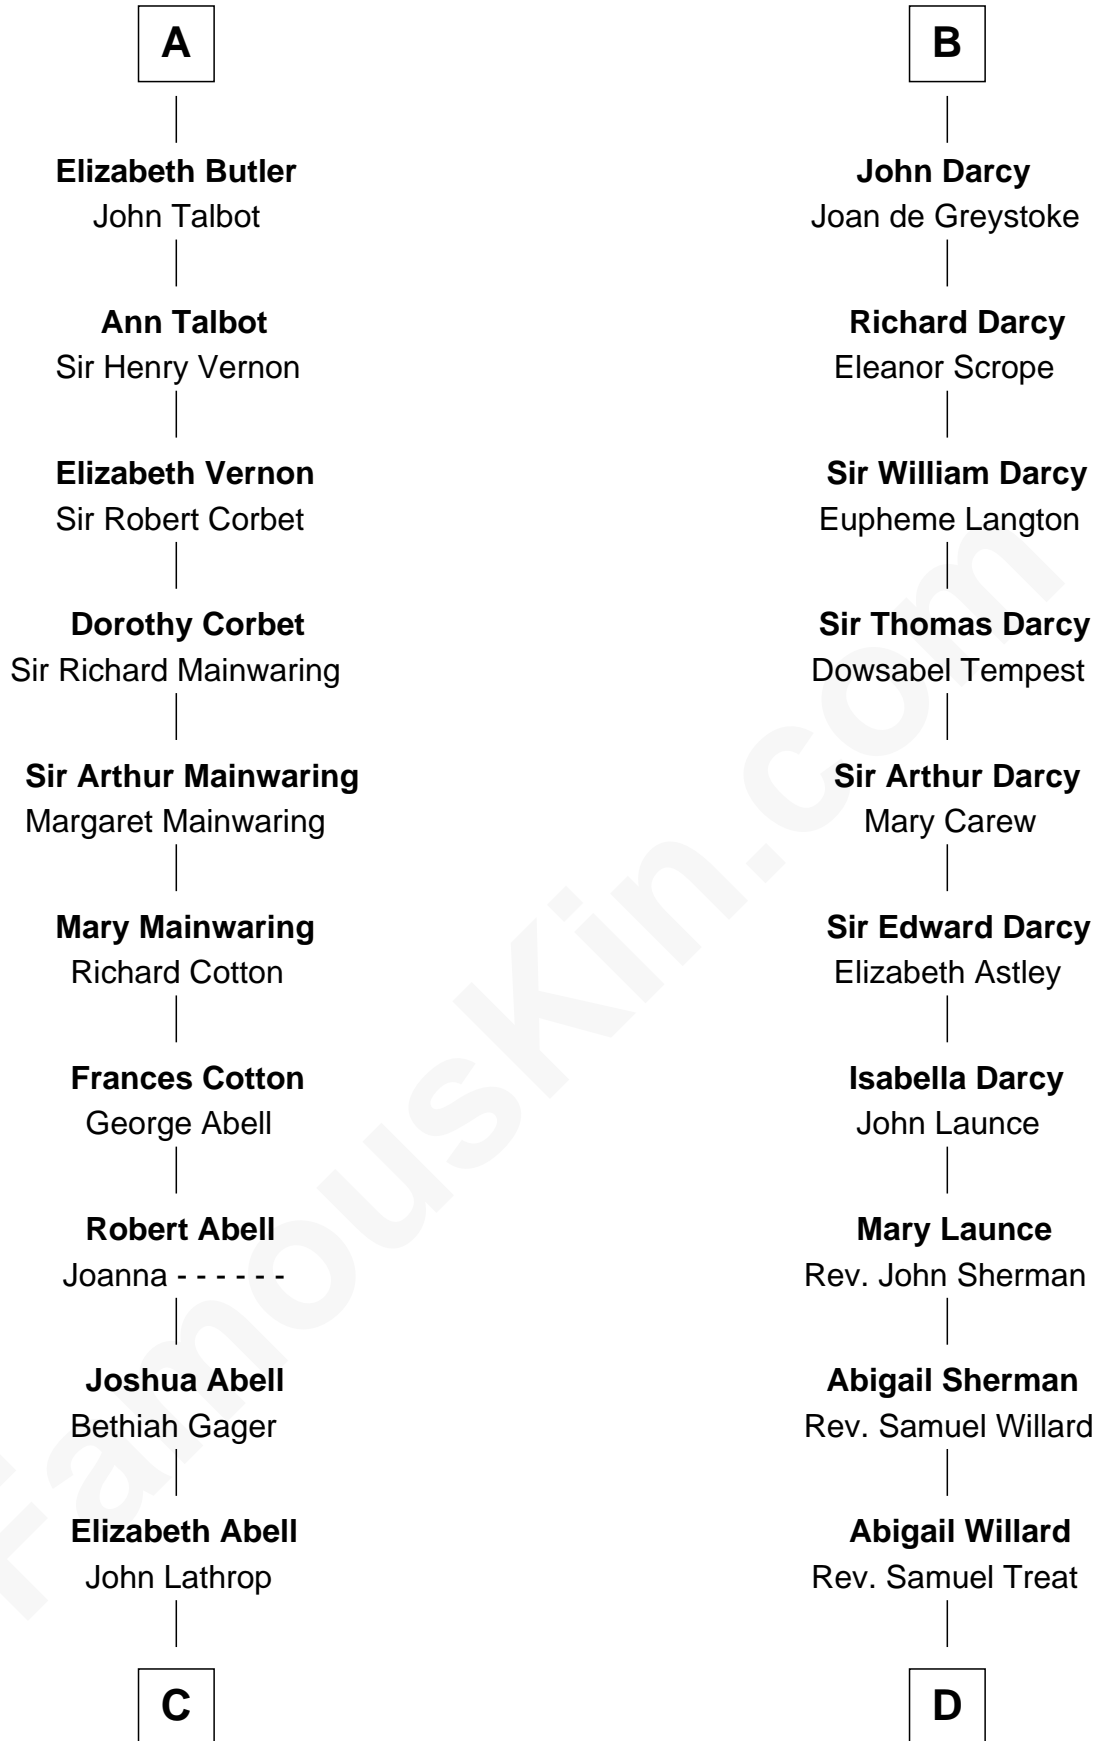 A
Elizabeth Butler
John Talbot
Ann Talbot
Sir Henry Vernon
Elizabeth Vernon
Sir Robert Corbet
Dorothy Corbet
Sir Richard Mainwaring
Sir Arthur Mainwaring
Margaret Mainwaring
Mary Mainwaring
Richard Cotton
Frances Cotton
George Abell
Robert Abell
Joanna - - - - - -
Joshua Abell
Bethiah Gager
Elizabeth Abell
John Lathrop
C
B
John Darcy
Joan de Greystoke
Richard Darcy
Eleanor Scrope
Sir William Darcy
Eupheme Langton
Sir Thomas Darcy
Dowsabel Tempest
Sir Arthur Darcy
Mary Carew
Sir Edward Darcy
Elizabeth Astley
Isabella Darcy
John Launce
Mary Launce
Rev. John Sherman
Abigail Sherman
Rev. Samuel Willard
Abigail Willard
Rev. Samuel Treat
D
FamousKin.com